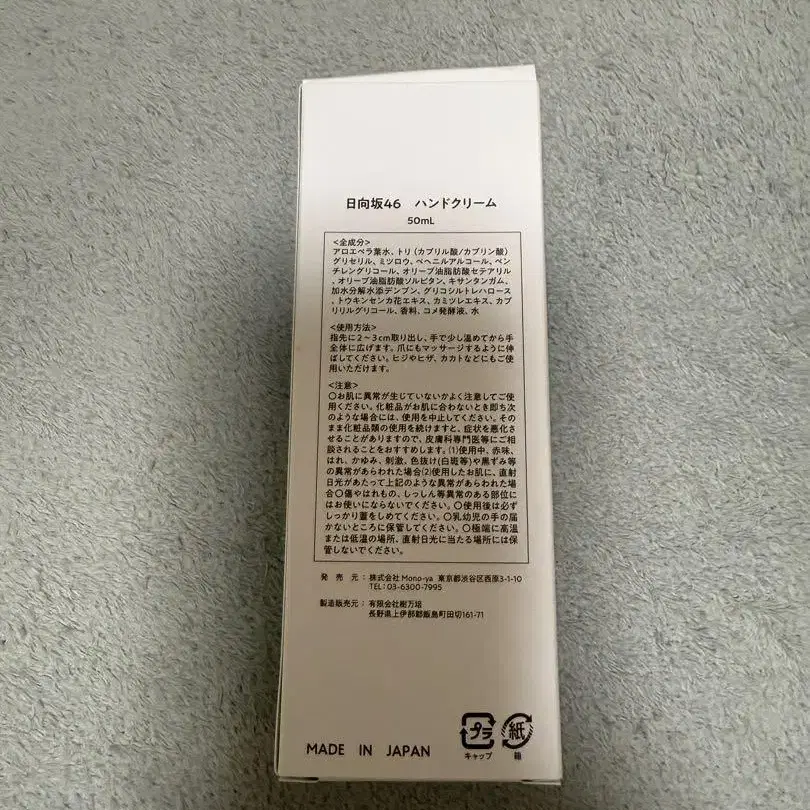 日向坂46　ハンドクリーム
50mL
<全成分>
アロエベラ葉水、トリ（カプリル酸/カプリン酸）
グリセリル、ミツロウ、ベヘニルアルコール、ペン
チレングリコール、オリーブ油脂肪酸セテアリル
、オリーブ油脂肪酸ソルビタン、キサンタンガム、
加水分解水添デンプン、グリコシルトレハロース
、トウキンセンカ花エキス、カミツレエキス、カプ
リリルグリコール、香料、コメ発酵液、水
<使用方法>
指先に2～3cm取り出し、手で少し温めてから手
全体に広げます。爪にもマッサージするように伸
ばしてください。ヒジやヒザ、カカトなどにもご使
用いただけます。
<注意>
〇お肌に異常が生じていないかよく注意してご使
用ください。化粧品がお肌に合わないとき即ち次
のような場合には、使用を中止してください。その
まま化粧品類の使用を続けますと、症状を悪化さ
せることがありますので、皮膚科専門医等にご相
談されることをおすすめします。(1)使用中、赤味、
はれ、かゆみ、刺激、色抜け(白斑等)や黒ずみ等
の異常があらわれた場合(2)使用したお肌に、直射
日光があたって上記のような異常があらわれた場
合〇傷やはれもの、しっしん等異常のある部位に
はお使いにならないでください。〇使用後は必ず
しっかり蓋をしめてください。〇乳幼児の手の届
かないところに保管してください。〇極端に高温
または低温の場所、直射日光に当たる場所には保
管しないでください。
発　売　元：株式会社Mono-ya 東京都渋谷区西原3-1-10
TEL：03-6300-7995
製造販売元：有限会社樹万培
長野県上伊那郡飯島町田切161-71
MADE IN JAPAN
プラ
キャップ
紙
箱